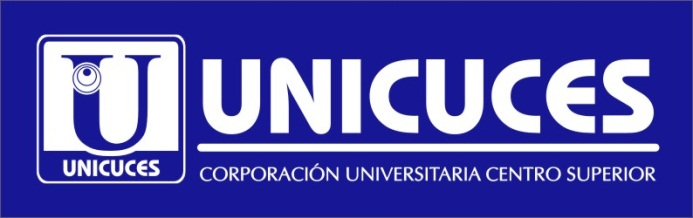 U
UNICUCES
UNICUCES
CORPORACIÓN UNIVERSITARIA CENTRO SUPERIOR